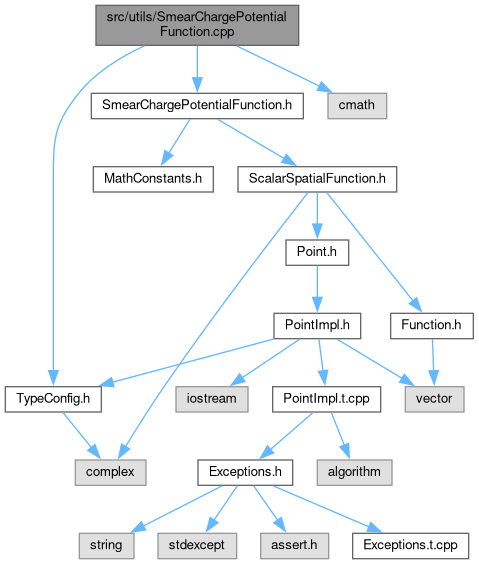 src/utils/SmearChargePotential
Function.cpp
SmearChargePotentialFunction.h
cmath
MathConstants.h
ScalarSpatialFunction.h
Point.h
PointImpl.h
Function.h
TypeConfig.h
iostream
PointImpl.t.cpp
vector
complex
Exceptions.h
algorithm
string
stdexcept
assert.h
Exceptions.t.cpp